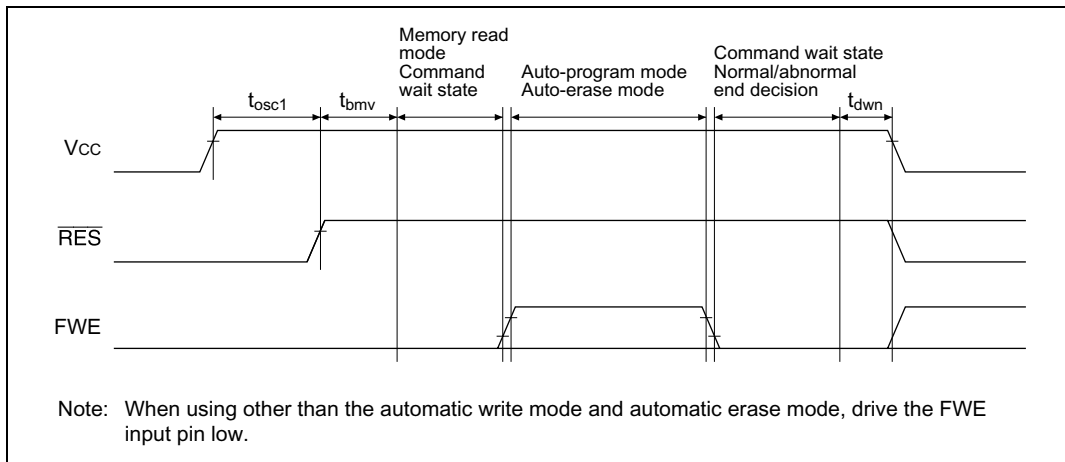 Memory read
mode
Command
wait state
Auto-program mode
Auto-erase mode
Command wait state
Normal/abnormal
end decision
tosc1
tbmv
tdwn
VCC
RES
FWE
Note: When using other than the automatic write mode and automatic erase mode, drive the FWE
input pin low.